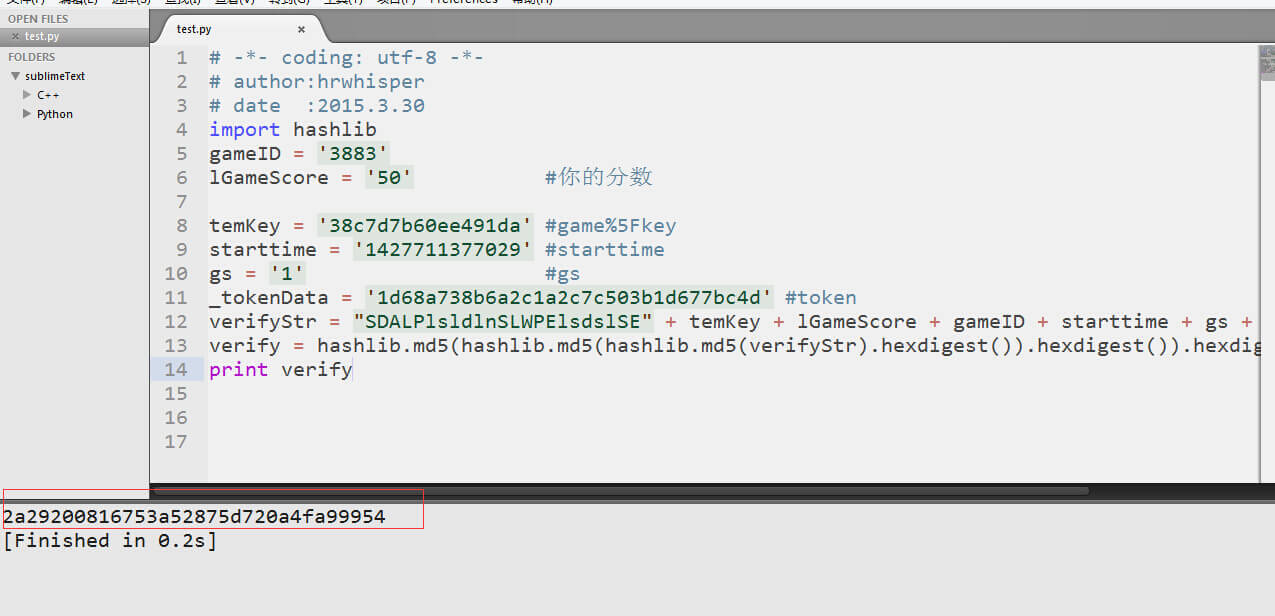 Preferences
OPEN FILES
× test.py
FOLDERS
sublimeText
C++
Python
test.py ×
1 # -*- coding: utf-8 -*-
2 # author:hrwhisper
3 # date  :2015.3.30
4 import hashlib
5 gameID = '3883'
6 lGameScore = '50' #你的分数
7
8 temKey = '38c7d7b60ee491da' #game%5Fkey
9 starttime = '1427711377029' #starttime
10 gs = '1' #gs
11 _tokenData = '1d68a738b6a2c1a2c7c503b1d677bc4d' #token
12 verifyStr = "SDALPlsldlnSLWPElsdslSE" + temKey + lGameScore + gameID + starttime + gs +
13 verify = hashlib.md5(hashlib.md5(hashlib.md5(verifyStr).hexdigest()).hexdigest()).hexdig
14 print verify
15
16
17
2a29200816753a52875d720a4fa99954
[Finished in 0.2s]